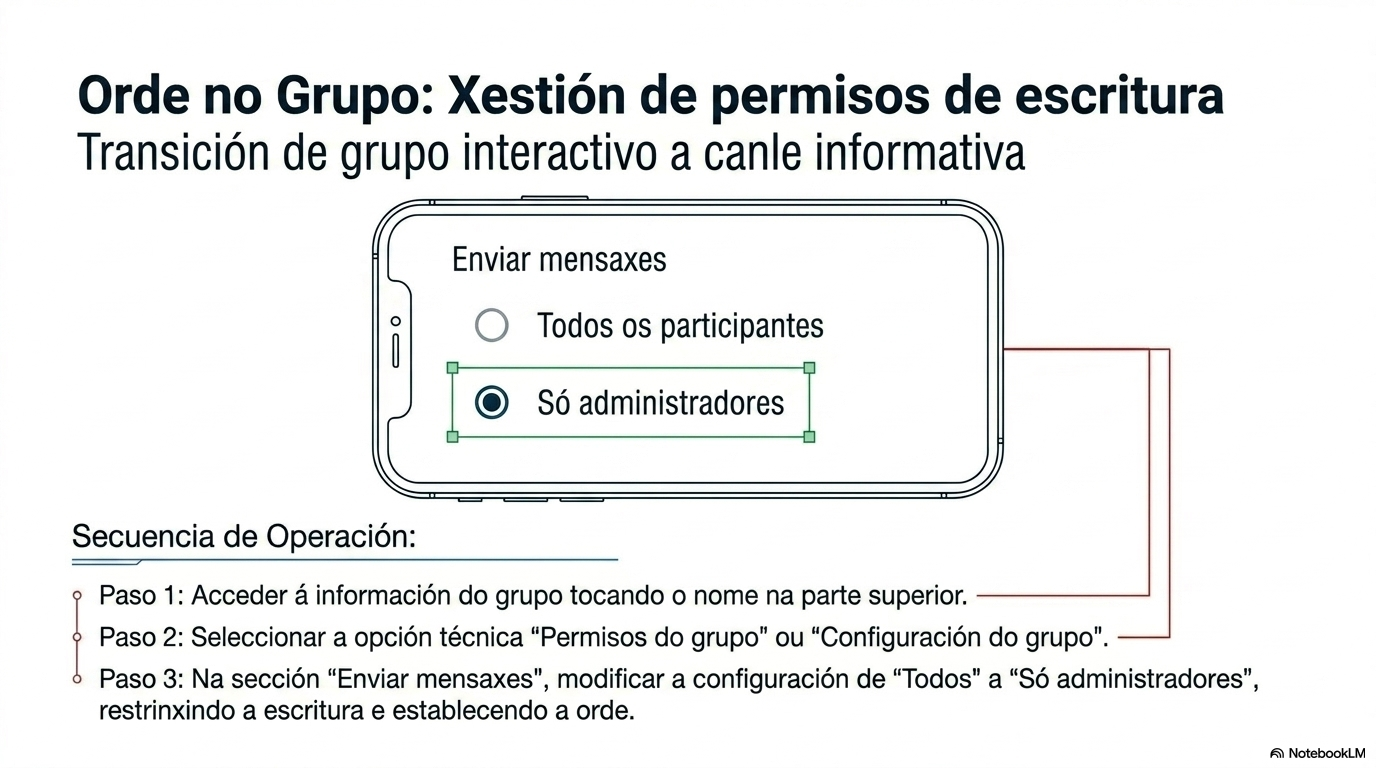 Orde no Grupo: Xestión de permisos de escritura
Transición de grupo interactivo a canle informativa
Enviar mensaxes
Todos os participantes
Só administradores
Secuencia de Operación:
Paso 1: Acceder á información do grupo tocando o nome na parte superior.
Paso 2: Seleccionar a opción técnica “Permisos do grupo" ou “Configuración do grupo".
Paso 3: Na sección “Enviar mensaxes", modificar a configuración de “Todos" a “Só administradores",
restrinxindo a escritura e establecendo a orde.
NotebookLM